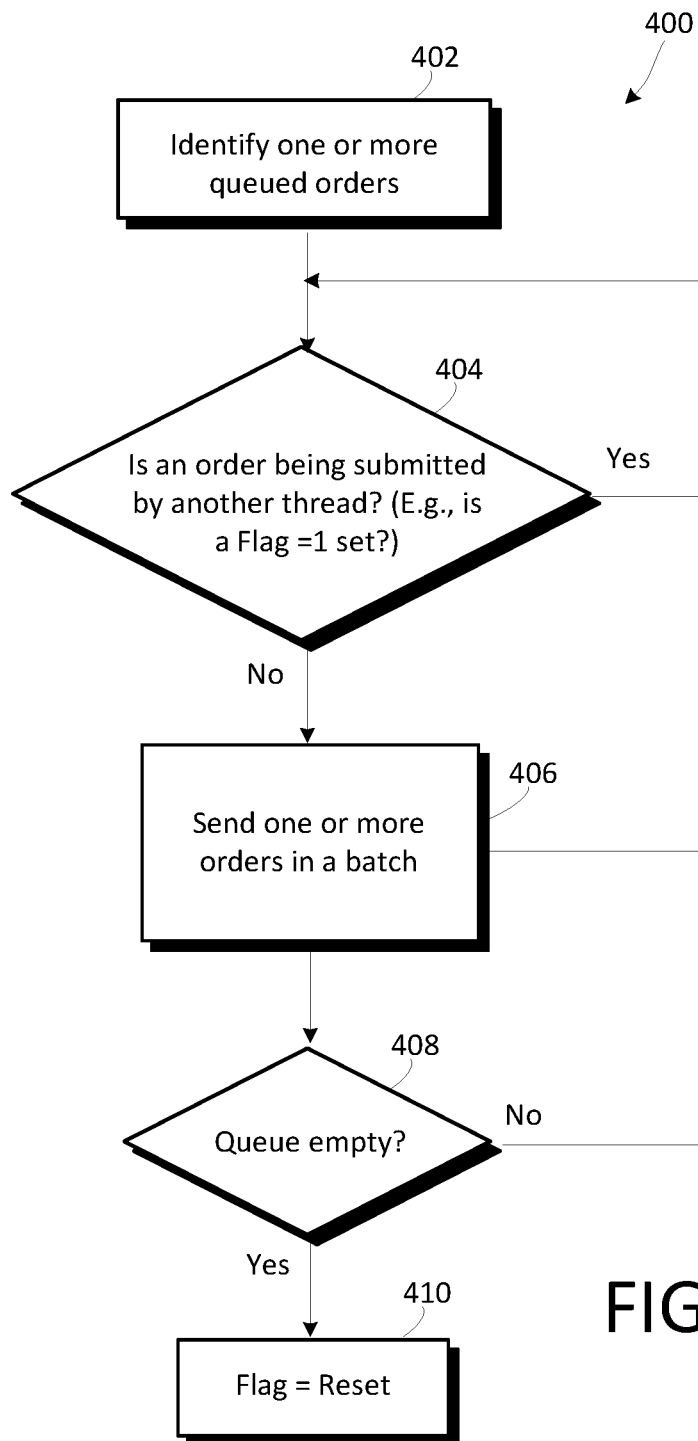 400
402
Identify one or more
queued orders
404
Is an order being submitted
by another thread? (E.g., is
a Flag =1 set?)
Yes
No
406
Send one or more
orders in a batch
408
Queue empty?
No
Yes
410
Flag = Reset
FIG